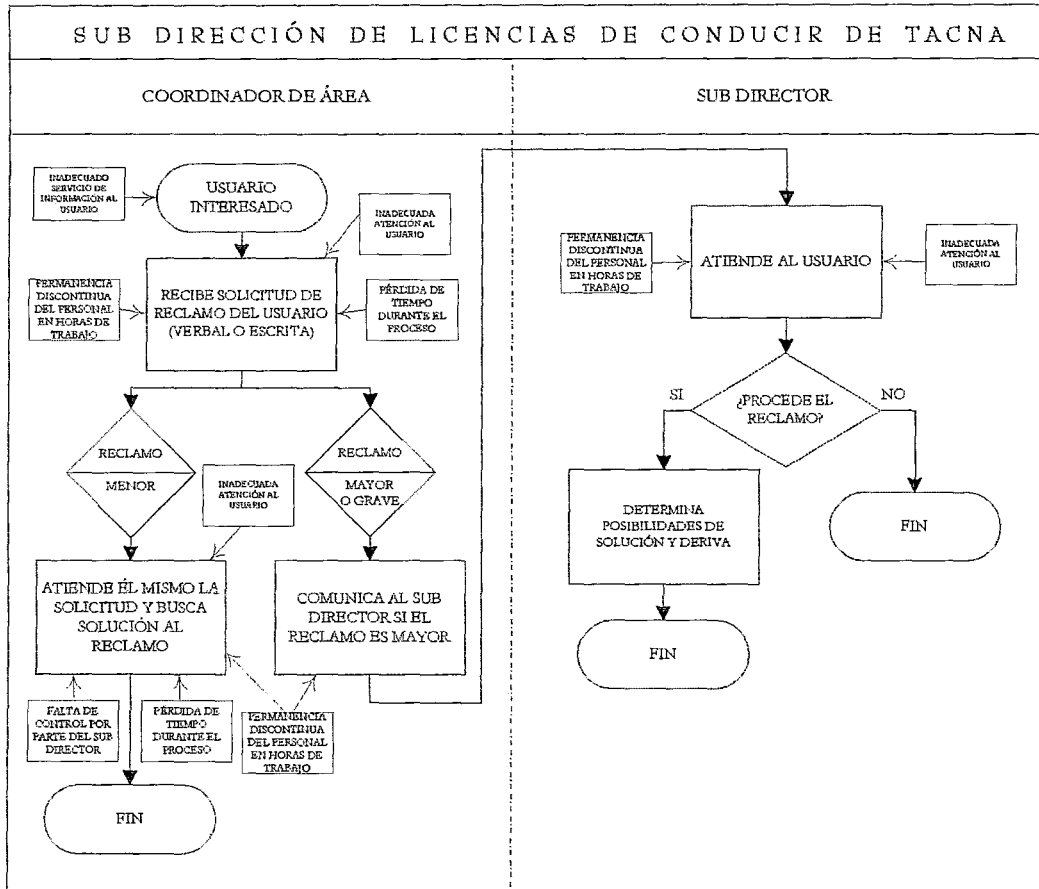 SUB DIRECCIÓN DE LICENCIAS DE CONDUCIR DE TACNA
COORDINADOR DE ÁREA
SUB DIRECTOR
INADECUADO
SERVICIO DE
INFORMACIÓN AL
USUARIO
USUARIO
INTERESADO
INADECUADA
ATENCIÓN AL
USUARIO
PERMANENCIA
DISCONTINUA
DEL PERSONAL
EN HORAS DE
TRABAJO
RECIBE SOLICITUD DE
RECLAMO DEL USUARIO
(VERBAL O ESCRITA)
PÉRDIDA DE
TIEMPO
DURANTE EL
PROCESO
RECLAMO
MENOR
RECLAMO
MAYOR
O GRAVE
INADECUADA
ATENCIÓN AL
USUARIO
ATIENDE ÉL MISMO LA
SOLICITUD Y BUSCA
SOLUCIÓN AL
RECLAMO
COMUNICA AL SUB
DIRECTOR SI EL
RECLAMO ES MAYOR
FALTA DE
CONTROL POR
PARTE DEL SUB
DIRECTOR
PÉRDIDA DE
TIEMPO
DURANTE EL
PROCESO
PERMANENCIA
DISCONTINUA
DEL PERSONAL
EN HORAS DE
TRABAJO
FIN
PERMANENCIA
DISCONTINUA
DEL PERSONAL
EN HORAS DE
TRABAJO
ATIENDE AL USUARIO
INADECUADA
ATENCIÓN AL
USUARIO
SI
¿PROCEDE EL
RECLAMO?
NO
DETERMINA
POSIBILIDADES DE
SOLUCIÓN Y DERIVA
FIN
FIN